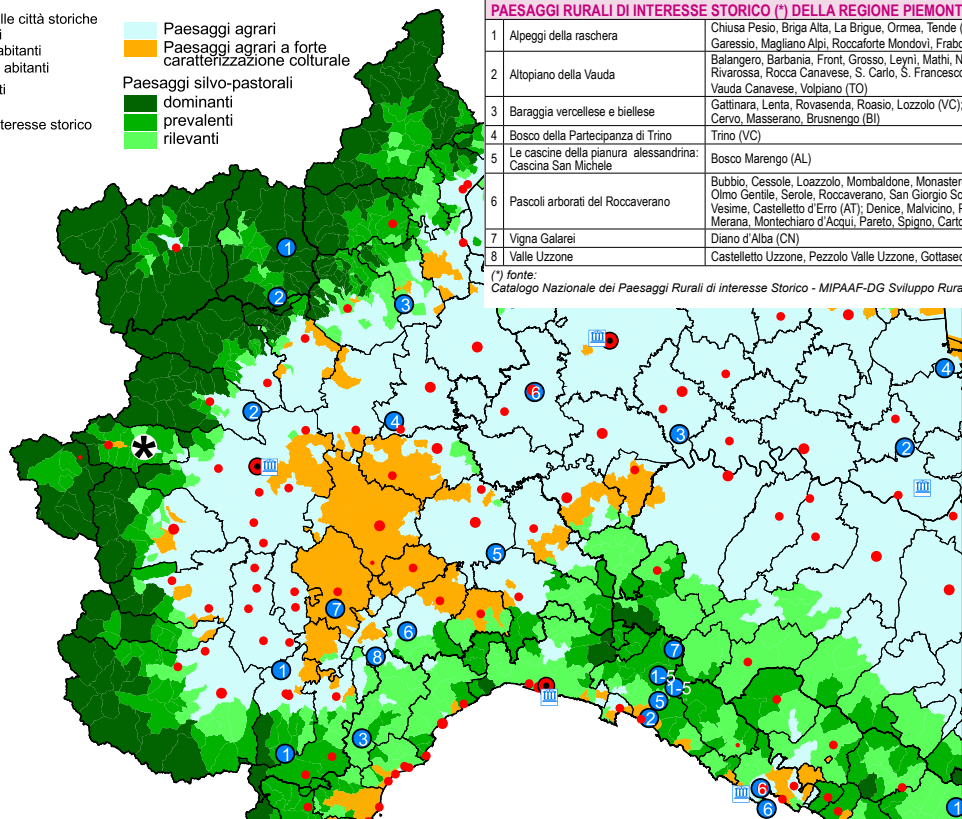 lle città storiche
abitanti
abitanti
nteresse storico
Paesaggi agrari
Paesaggi agrari a forte
caratterizzazione colturale
Paesaggi silvo-pastorali
dominanti
prevalenti
rilevanti
PAESAGGI RURALI DI INTERESSE STORICO (*) DELLA REGIONE PIEMONT
1 Alpeggi della raschera Chiusa Pesio, Briga Alta, La Brigue, Ormea, Tende (
Garessio, Magliano Alpi, Roccaforte Mondovì, Frabo
2 Altopiano della Vauda Balangero, Barbania, Front, Grosso, Leynì, Mathi, N
Rivarossa, Rocca Canavese, S. Carlo, S. Francesco
Vauda Canavese, Volpiano (TO)
3 Baraggia vercellese e biellese Gattinara, Lenta, Rovasenda, Roasio, Lozzolo (VC);
Cervo, Masserano, Brusnengo (BI)
4 Bosco della Partecipanza di Trino Trino (VC)
5 Le cascine della pianura alessandrina:
Cascina San Michele Bosco Marengo (AL)
6 Pascoli arborati del Roccaverano Bubbio, Cessole, Loazzolo, Mombaldone, Monaster
Olmo Gentile, Serole, Roccaverano, San Giorgio Sc
Vesime, Castelletto d'Erro (AT); Denice, Malvicino, P
Merana, Montechiaro d'Acqui, Pareto, Spigno, Carto
7 Vigna Galarei Diano d'Alba (CN)
8 Valle Uzzone Castelletto Uzzone, Pezzolo Valle Uzzone, Gottasec
(*) fonte:
Catalogo Nazionale dei Paesaggi Rurali di interesse Storico - MIPAAF-DG Sviluppo Rura
1
2
3
4
6
2
4
3
2
5
7
6
8
7
1
1-5
1-5
5
2
3
1
6
6
1
*